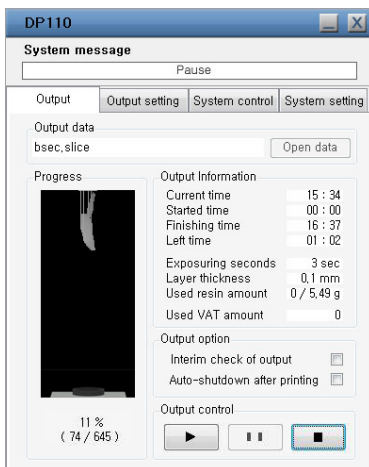 DP110
System message
Pause
Output
Output setting
System control
System setting
Output data
bsec,slice
Open data
Progress
11 %
( 74 / 645 )
Output Information
Current time 15 : 34
Started time 00 : 00
Finishing time 16 : 37
Left time 01 : 02
Exposuring seconds 3 sec
Layer thickness 0,1 mm
Used resin amount 0 / 5,49 g
Used VAT amount 0
Output option
Interim check of output
Auto-shutdown after printing
Output control